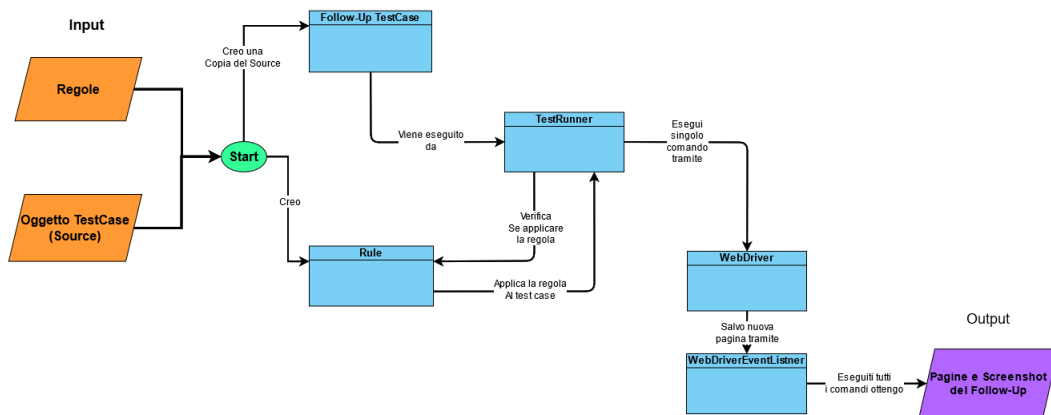 Input
Regole
Oggetto TestCase
(Source)
Start
Creo una
Copia del Source
Creo
Follow-Up TestCase
Viene eseguito
da
TestRunner
Verifica
Se applicare
la regola
Rule
Applica la regola
Al test case
Esegui
singolo
comando
tramite
WebDriver
Salvo nuova
pagina tramite
WebDriverEventListner
Eseguiti tutti
i comandi ottengo
Output
Pagine e Screenshot
del Follow-Up